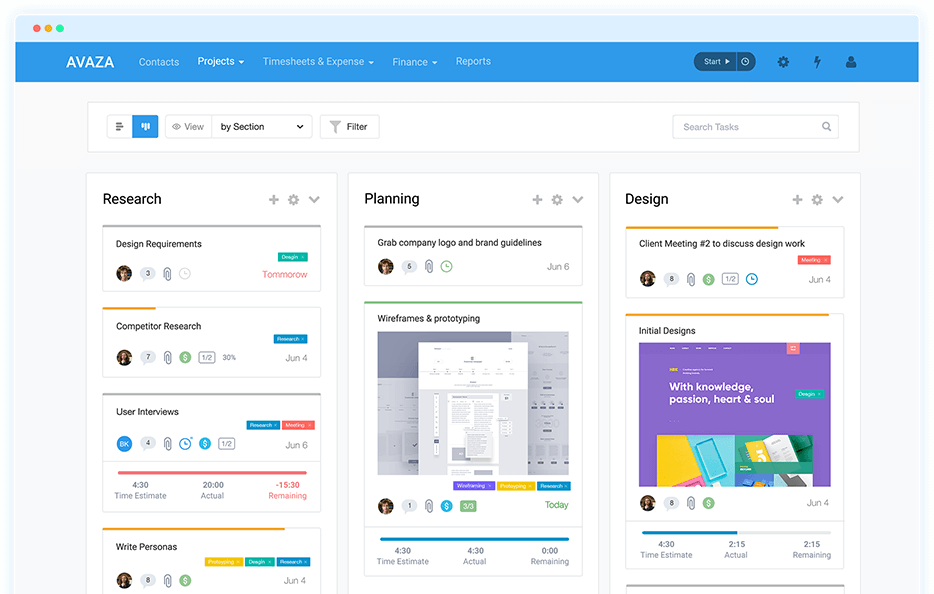 AVAZA Contacts Projects Timesheets & Expense Finance Reports Start
View by Section Filter Search Tasks
Research
Design Requirements
Design ×
3 Tommorow
Competitor Research
Research ×
7 $ 1/2 30% Jun 4
User Interviews
Research × Meeting ×
BK 4 $ 1/2 Jun 6
4:30 20:00 -15:30
Time Estimate Actual Remaining
Write Personas
Prototyping × Design × Research ×
8 $ Jun 4
Planning
Grab company logo and brand guidelines
5 Jun 6
Wireframes & prototyping
Wireframing × Prototyping × Research ×
1 $ 3/3 Today
4:30 4:30 0:00
Time Estimate Actual Remaining
Design
Client Meeting #2 to discuss design work
Meeting ×
8 $ 1/2 Jun 4
Initial Designs
With knowledge,
passion, heart & soul
Design ×
8 $ Jun 4
4:30 2:15 2:15
Time Estimate Actual Remaining